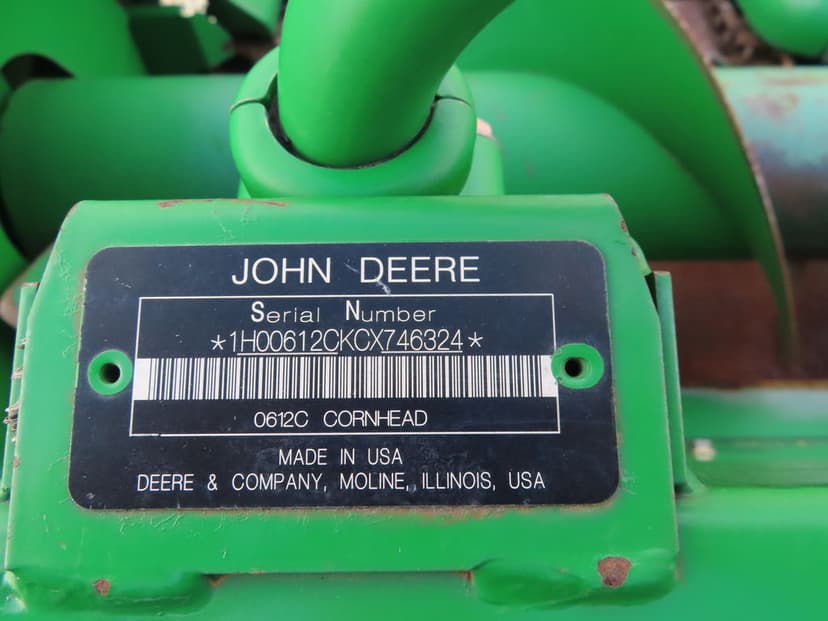 JOHN DEERE
Serial Number
*1H00612CKCX746324*
0612C CORNHEAD
MADE IN USA
DEERE & COMPANY, MOLINE, ILLINOIS, USA